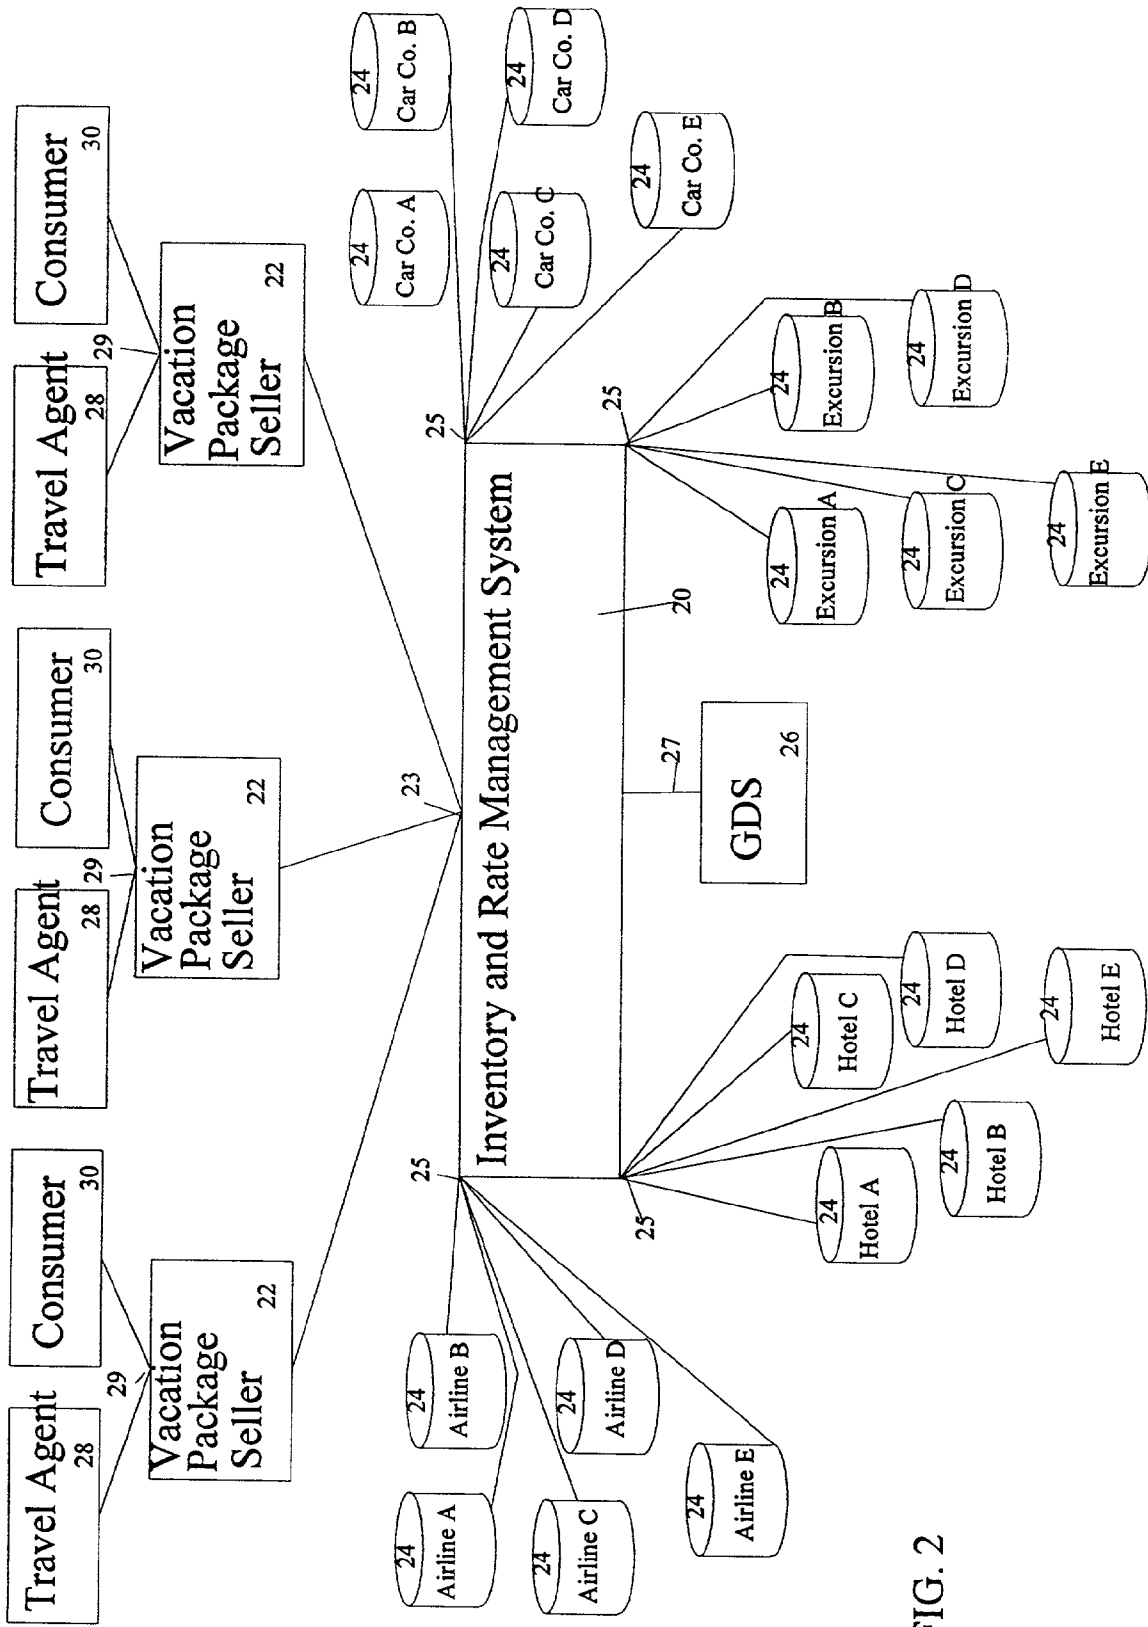 Travel Agent
28
Consumer
30
Travel Agent
28
Consumer
30
Travel Agent
28
Consumer
30
29
29
29
Vacation
Package
Seller
22
Vacation
Package
Seller
22
Vacation
Package
Seller
22
23
25
25
Inventory and Rate Management System
20
25
25
24
Airline A
24
Airline B
24
Airline C
24
Airline D
24
Airline E
24
Car Co. A
24
Car Co. B
24
Car Co. C
24
Car Co. D
24
Car Co. E
27
GDS
26
24
Hotel A
24
Hotel B
24
Hotel C
24
Hotel D
24
Hotel E
24
Excursion A
24
Excursion B
24
Excursion C
24
Excursion D
24
Excursion E
FIG. 2